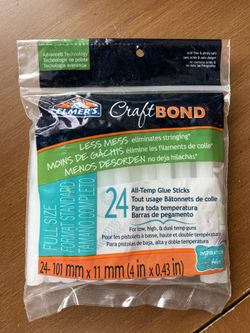 Advanced Technology
Technologie de pointe
Tecnología avanzada
acid free & photo safe
ELMER'S
CraftBOND
LESS MESS eliminates stringing*
MOINS DE GÂCHIS élimine les filaments de colle*
MENOS DESORDEN no deja hilachas*
FULL SIZE
FORMAT STANDARD
TAMAÑO COMPLETO
24
All-Temp Glue Sticks
Tout usage Bâtonnets de colle
Para toda temperatura
Barras de pegamento
For low, high, & dual temp guns
Pour les pistolets à basse, haute et double température
Para pistolas de baja, alta y doble temperatura
24- 101 mm x 11 mm (4 in x 0.43 in)